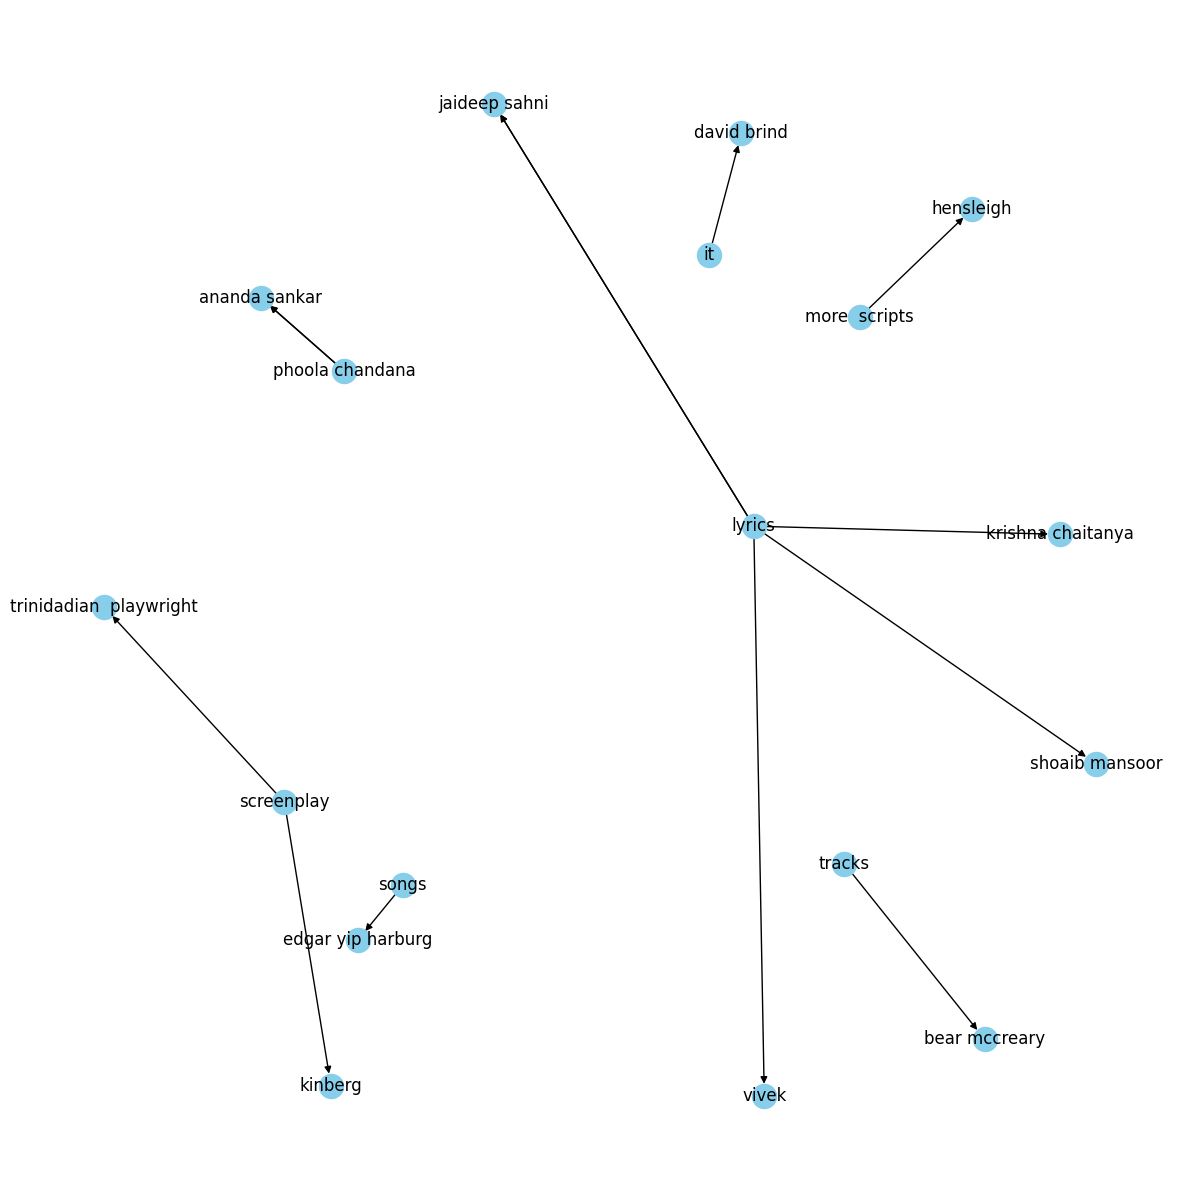 jaideep sahni
david brind
hensleigh
it
ananda sankar
more  scripts
phoola chandana
lyrics
krishna chaitanya
trinidadian  playwright
shoaib mansoor
screenplay
tracks
songs
edgar yip harburg
bear mccreary
kinberg
vivek